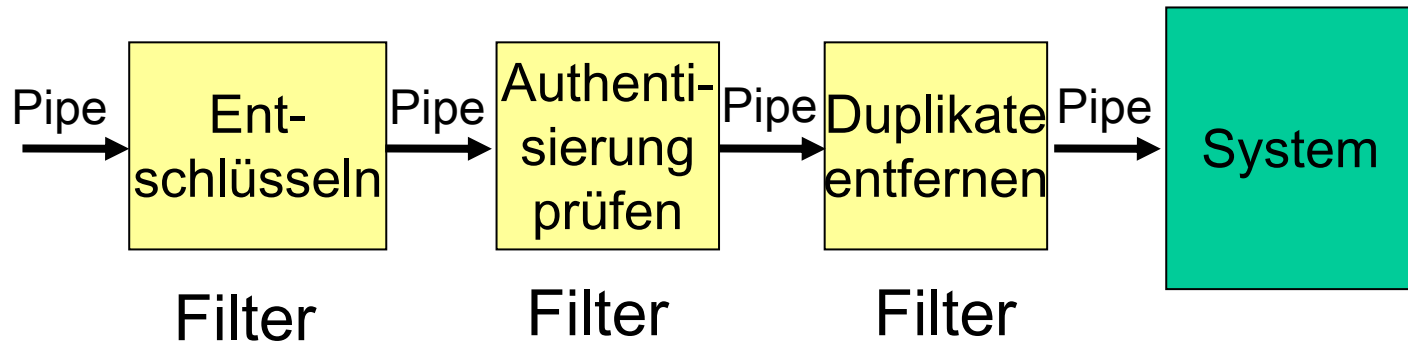 Pipe
Ent-
schlüsseln
Pipe
Authenti-
sierung
prüfen
Pipe
Duplikate
entfernen
Pipe
System
Filter
Filter
Filter